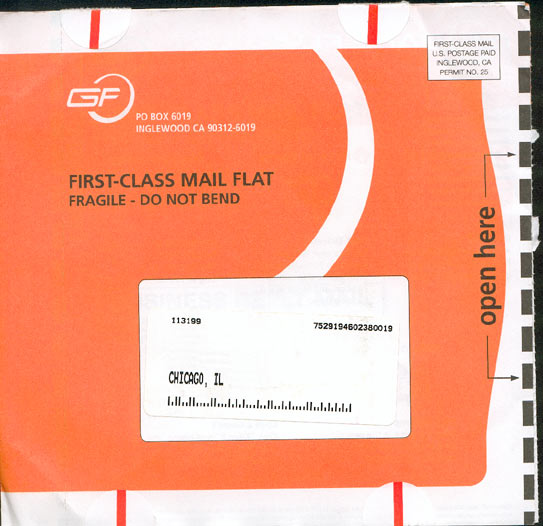 FIRST-CLASS MAIL
U.S. POSTAGE PAID
INGLEWOOD, CA
PERMIT NO. 25
GF
PO BOX 6019
INGLEWOOD CA 90312-6019
FIRST-CLASS MAIL FLAT
FRAGILE - DO NOT BEND
open here
113199 7529194602380019
CHICAGO, IL